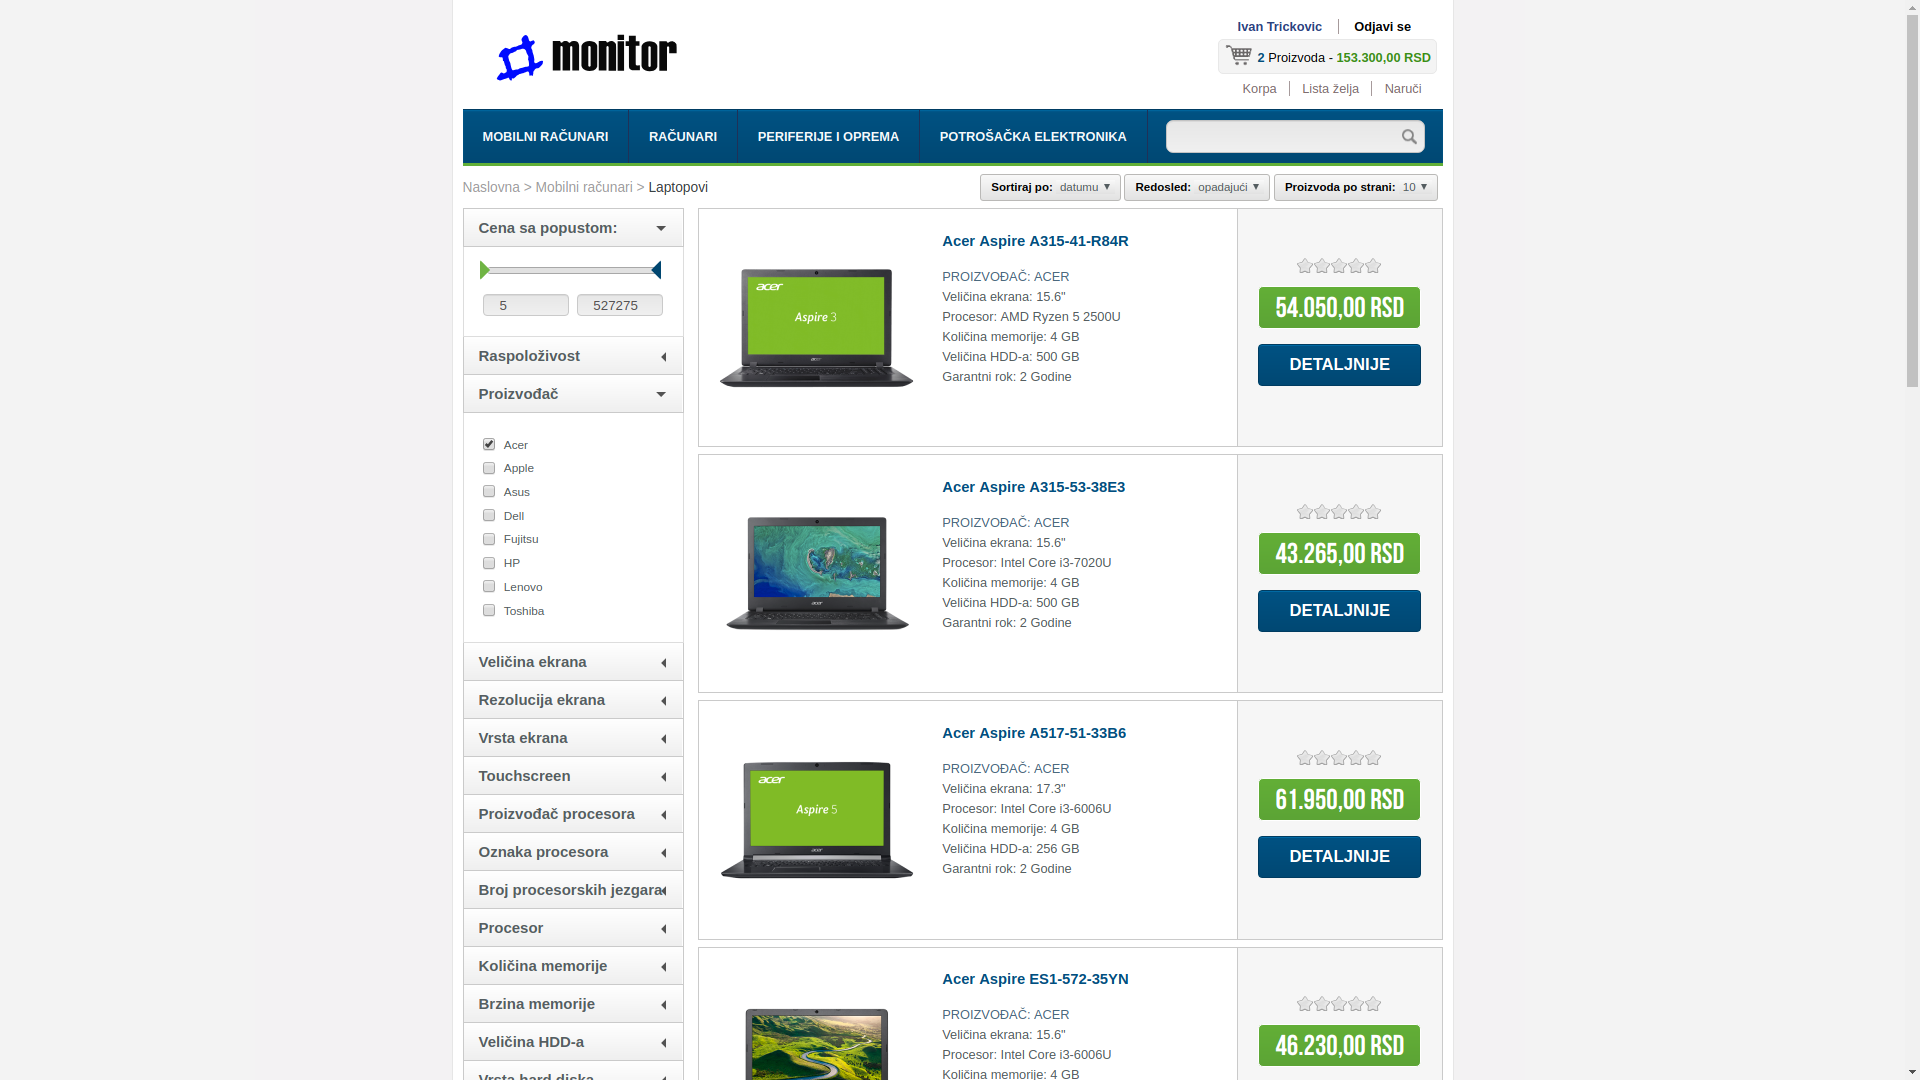 Ivan Trickovic
Odjavi se
monitor
2 Proizvoda - 153.300,00 RSD
Korpa
Lista želja
Naruči
MOBILNI RAČUNARI
RAČUNARI
PERIFERIJE I OPREMA
POTROŠAČKA ELEKTRONIKA
Naslovna > Mobilni računari > Laptopovi
Sortiraj po: datumu
Redosled: opadajući
Proizvoda po strani: 10
Cena sa popustom:
5
527275
Raspoloživost
Proizvođač
Acer
Apple
Asus
Dell
Fujitsu
HP
Lenovo
Toshiba
Veličina ekrana
Rezolucija ekrana
Vrsta ekrana
Touchscreen
Proizvođač procesora
Oznaka procesora
Broj procesorskih jezgara
Procesor
Količina memorije
Brzina memorije
Veličina HDD-a
Vrsta hard diska
acer
Aspire 3
acer
Acer Aspire A315-41-R84R
PROIZVOĐAČ: ACER
Veličina ekrana: 15.6"
Procesor: AMD Ryzen 5 2500U
Količina memorije: 4 GB
Veličina HDD-a: 500 GB
Garantni rok: 2 Godine
54.050,00 RSD
DETALJNIJE
acer
Acer Aspire A315-53-38E3
PROIZVOĐAČ: ACER
Veličina ekrana: 15.6"
Procesor: Intel Core i3-7020U
Količina memorije: 4 GB
Veličina HDD-a: 500 GB
Garantni rok: 2 Godine
43.265,00 RSD
DETALJNIJE
acer
Aspire 5
acer
Acer Aspire A517-51-33B6
PROIZVOĐAČ: ACER
Veličina ekrana: 17.3"
Procesor: Intel Core i3-6006U
Količina memorije: 4 GB
Veličina HDD-a: 256 GB
Garantni rok: 2 Godine
61.950,00 RSD
DETALJNIJE
Acer Aspire ES1-572-35YN
PROIZVOĐAČ: ACER
Veličina ekrana: 15.6"
Procesor: Intel Core i3-6006U
Količina memorije: 4 GB
46.230,00 RSD